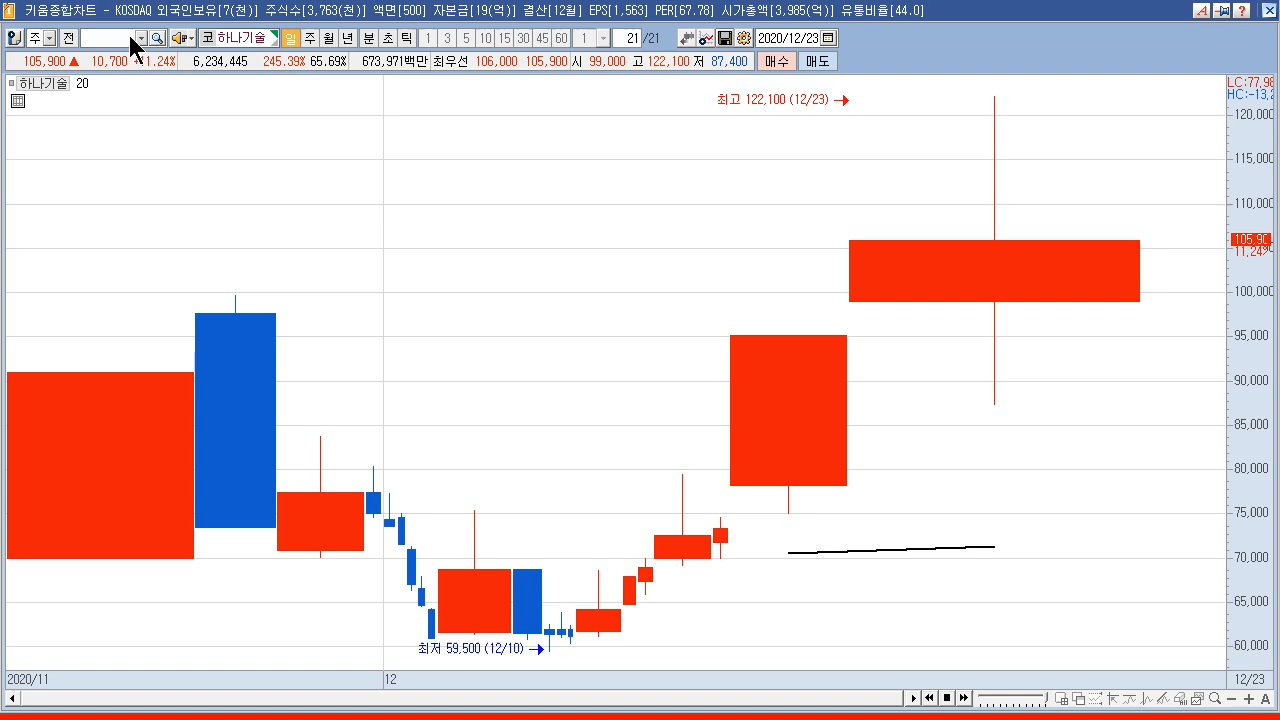 키움종합차트 - KOSDAQ 외국인보유[7(천)] 주식수[3,763(천)] 액면[500] 자본금[19(억)] 결산[12월] EPS[1,563] PER[67.78] 시가총액[3,985(억)] 유통비율[44.0]
주 전 코 하나기술 일 주 월 년 분 초 틱 1 3 5 10 15 30 45 60 1 21 /21 2020/12/23
105,900 ▲ 10,700 1.24% 6,234,445 245.39% 65.69% 673,971백만 최우선 106,000 105,900 시 99,000 고 122,100 저 87,400 매수 매도
하나기술 20
LC:77,98
HC:-13,2
최고 122,100 (12/23) →
120,000
115,000
110,000
105,90
11,24%
100,000
95,000
90,000
85,000
80,000
75,000
70,000
65,000
최저 59,500 (12/10) →
60,000
2020/11 12 12/23
A